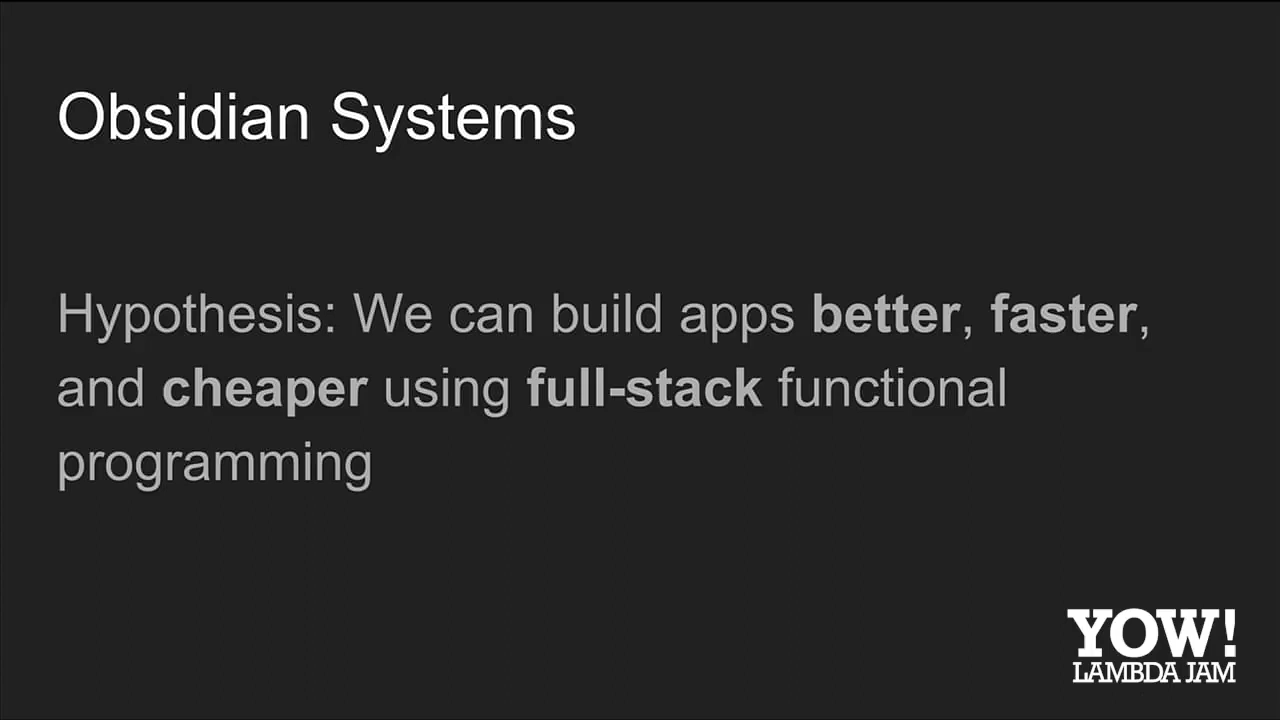 Obsidian Systems
Hypothesis: We can build apps better, faster,
and cheaper using full-stack functional
programming
YOW!
LAMBDA JAM